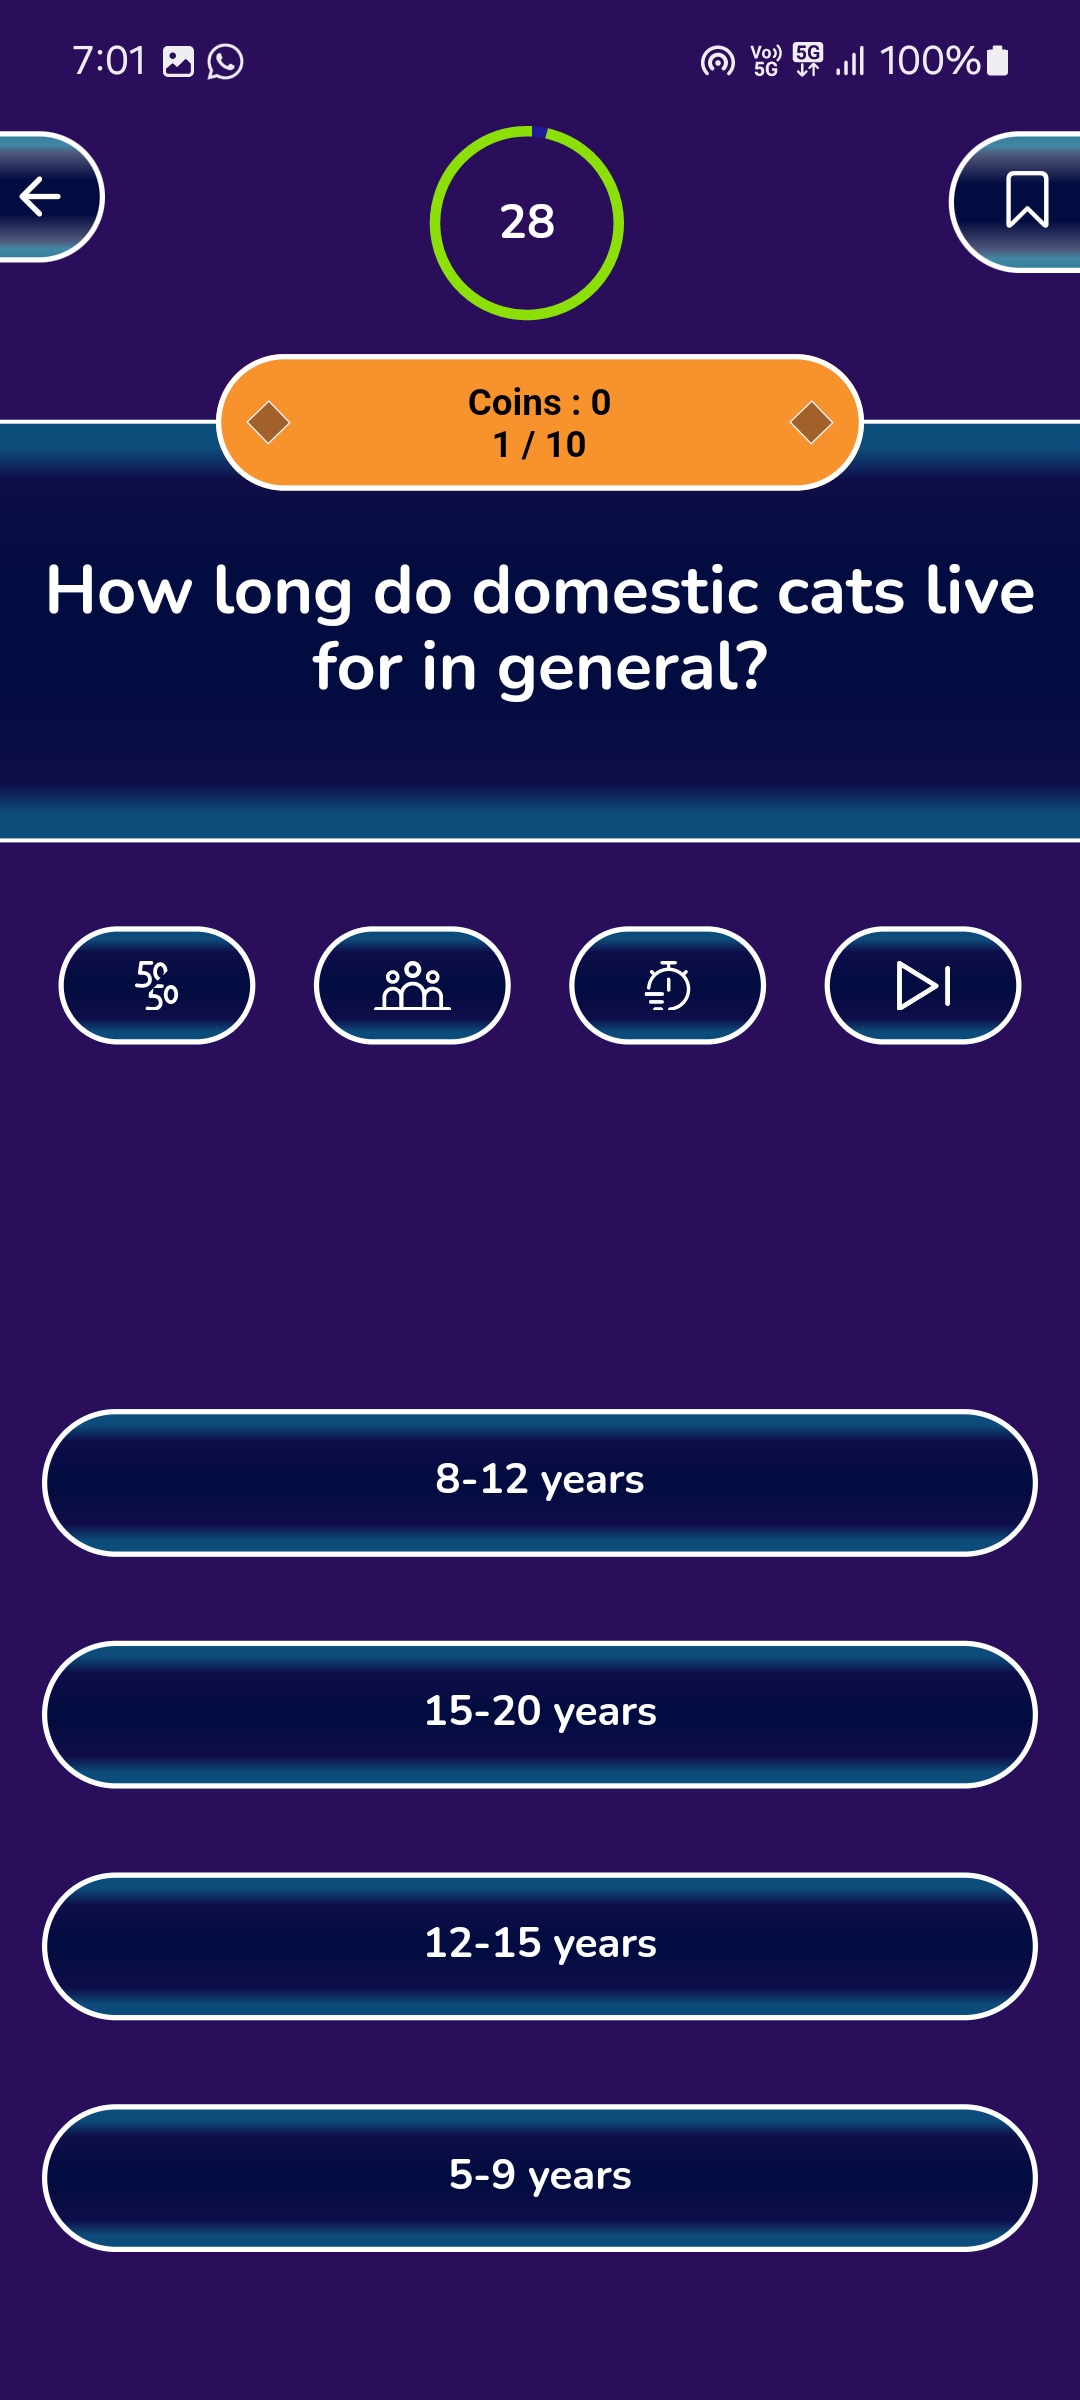 7:01 Vo)) 5G 5G 100%
28
Coins : 0
1 / 10
How long do domestic cats live
for in general?
50 50
8-12 years
15-20 years
12-15 years
5-9 years